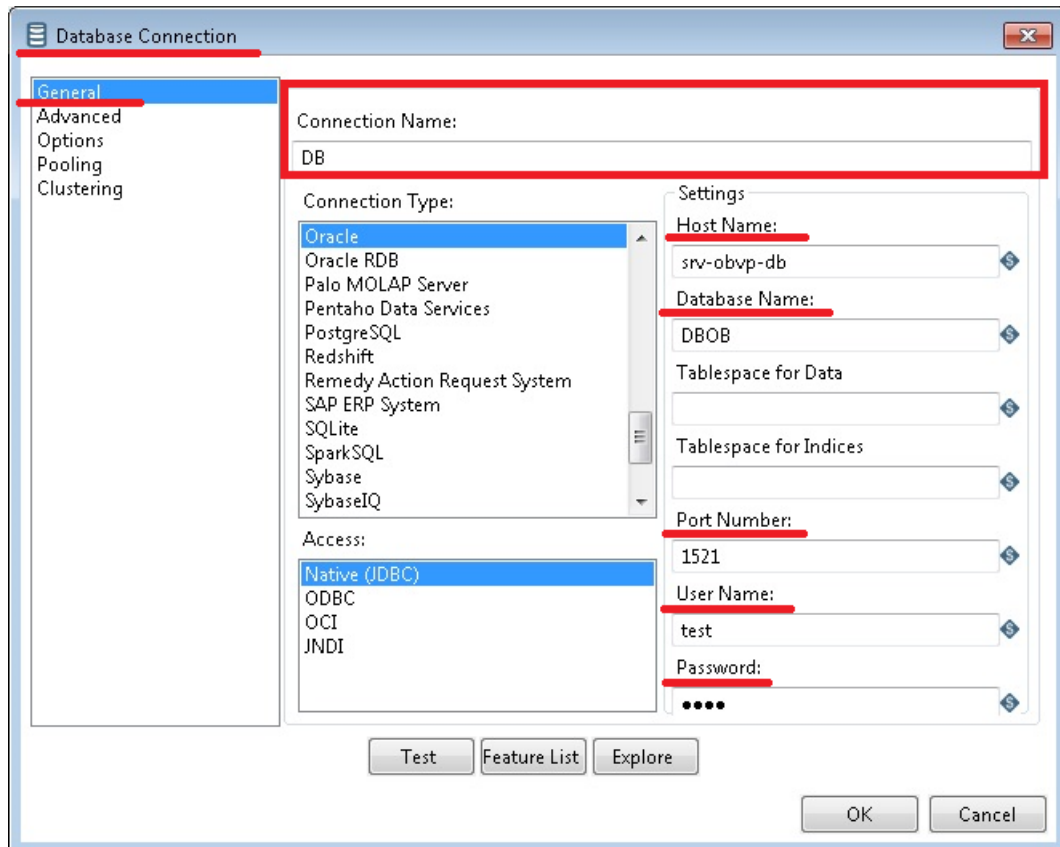 Database Connection
General
Advanced
Options
Pooling
Clustering
Connection Name:
DB
Connection Type:
Oracle
Oracle RDB
Palo MOLAP Server
Pentaho Data Services
PostgreSQL
Redshift
Remedy Action Request System
SAP ERP System
SQLite
SparkSQL
Sybase
SybaseIQ
Access:
Native (JDBC)
ODBC
OCI
JNDI
Settings
Host Name:
srv-obvp-db
Database Name:
DBOB
Tablespace for Data
Tablespace for Indices
Port Number:
1521
User Name:
test
Password:
••••
Test
Feature List
Explore
OK
Cancel